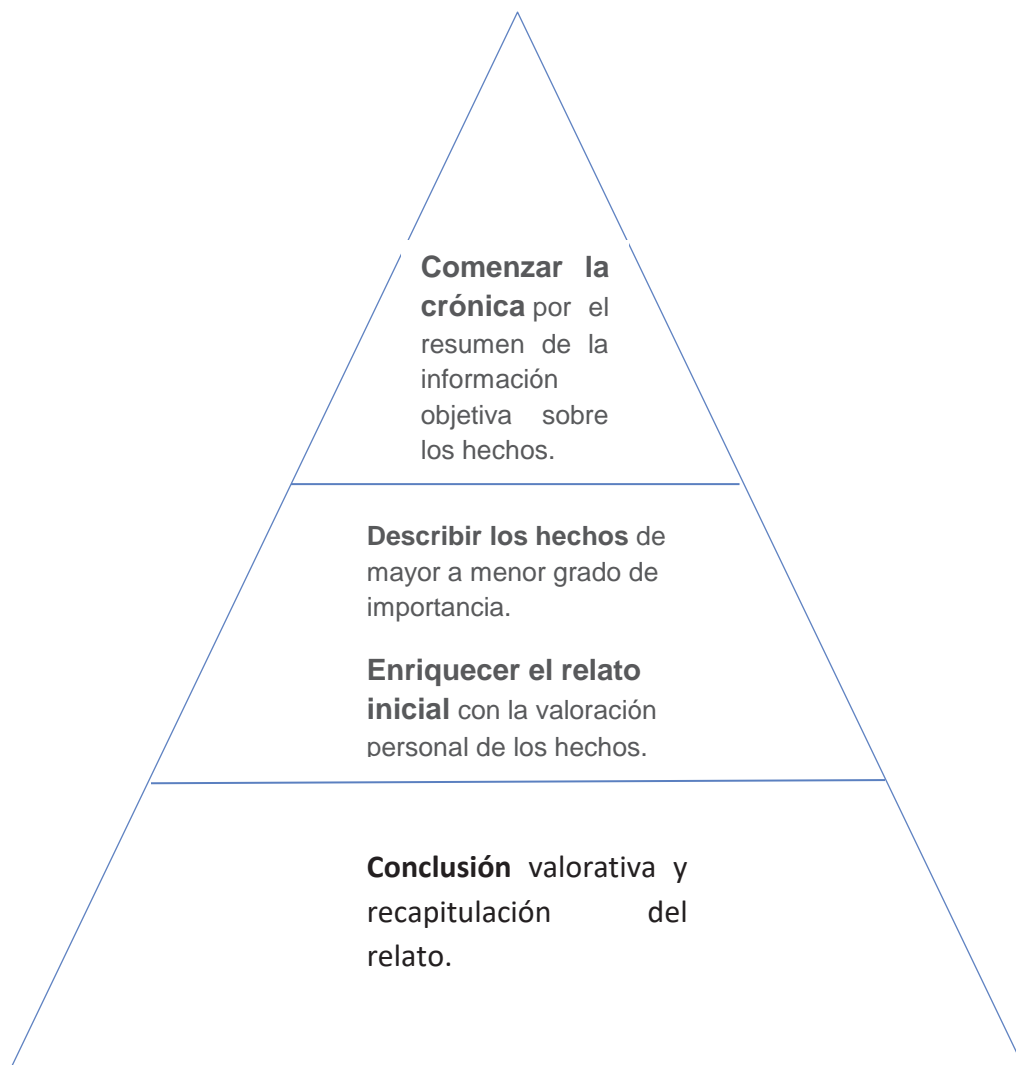 Comenzar la
crónica por el
resumen de la
información
objetiva sobre
los hechos.
Describir los hechos de
mayor a menor grado de
importancia.
Enriquecer el relato
inicial con la valoración
personal de los hechos.
Conclusión valorativa y
recapitulación del
relato.